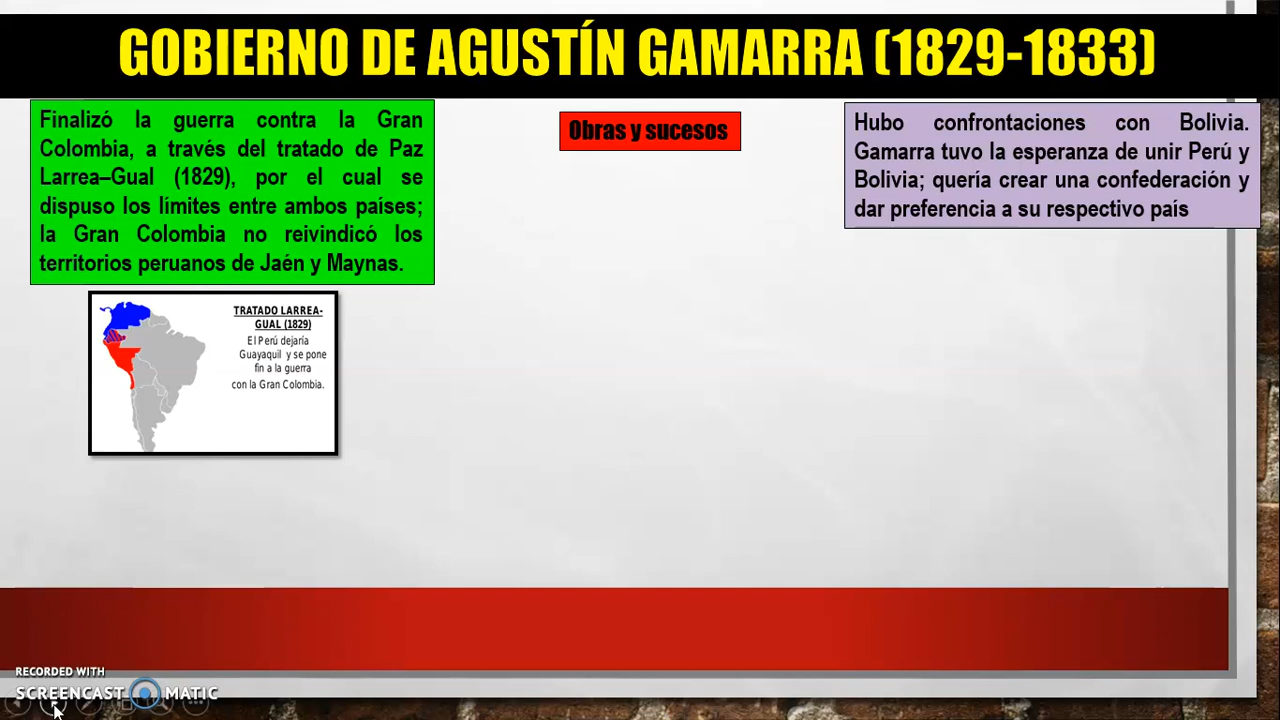 GOBIERNO DE AGUSTÍN GAMARRA (1829-1833)
Finalizó la guerra contra la Gran
Colombia, a través del tratado de Paz
Larrea–Gual (1829), por el cual se
dispuso los límites entre ambos países;
la Gran Colombia no reivindicó los
territorios peruanos de Jaén y Maynas.
Obras y sucesos
Hubo confrontaciones con Bolivia.
Gamarra tuvo la esperanza de unir Perú y
Bolivia; quería crear una confederación y
dar preferencia a su respectivo país
TRATADO LARREA-
GUAL (1829)
El Perú dejaría
Guayaquil y se pone
fin a la guerra
con la Gran Colombia.
RECORDED WITH
SCREENCAST MATIC